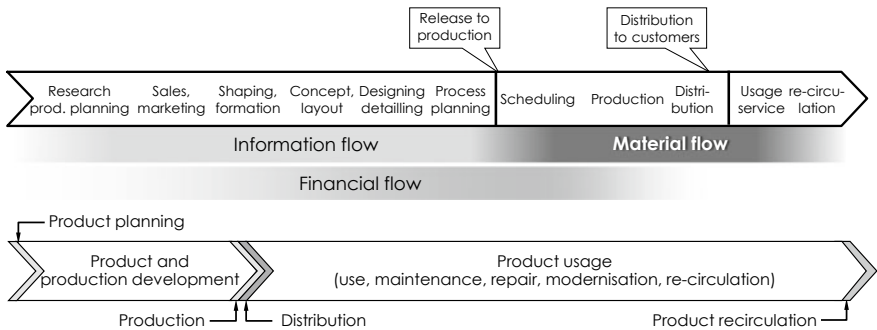 Release to
production
Distribution
to customers
Research
prod. planning
Sales,
marketing
Shaping,
formation
Concept,
layout
Designing
detailling
Process
planning
Scheduling
Production
Distri-
bution
Usage
service
re-circu-
lation
Information flow
Material flow
Financial flow
Product planning
Product and
production development
Product usage
(use, maintenance, repair, modernisation, re-circulation)
Production
Distribution
Product recirculation